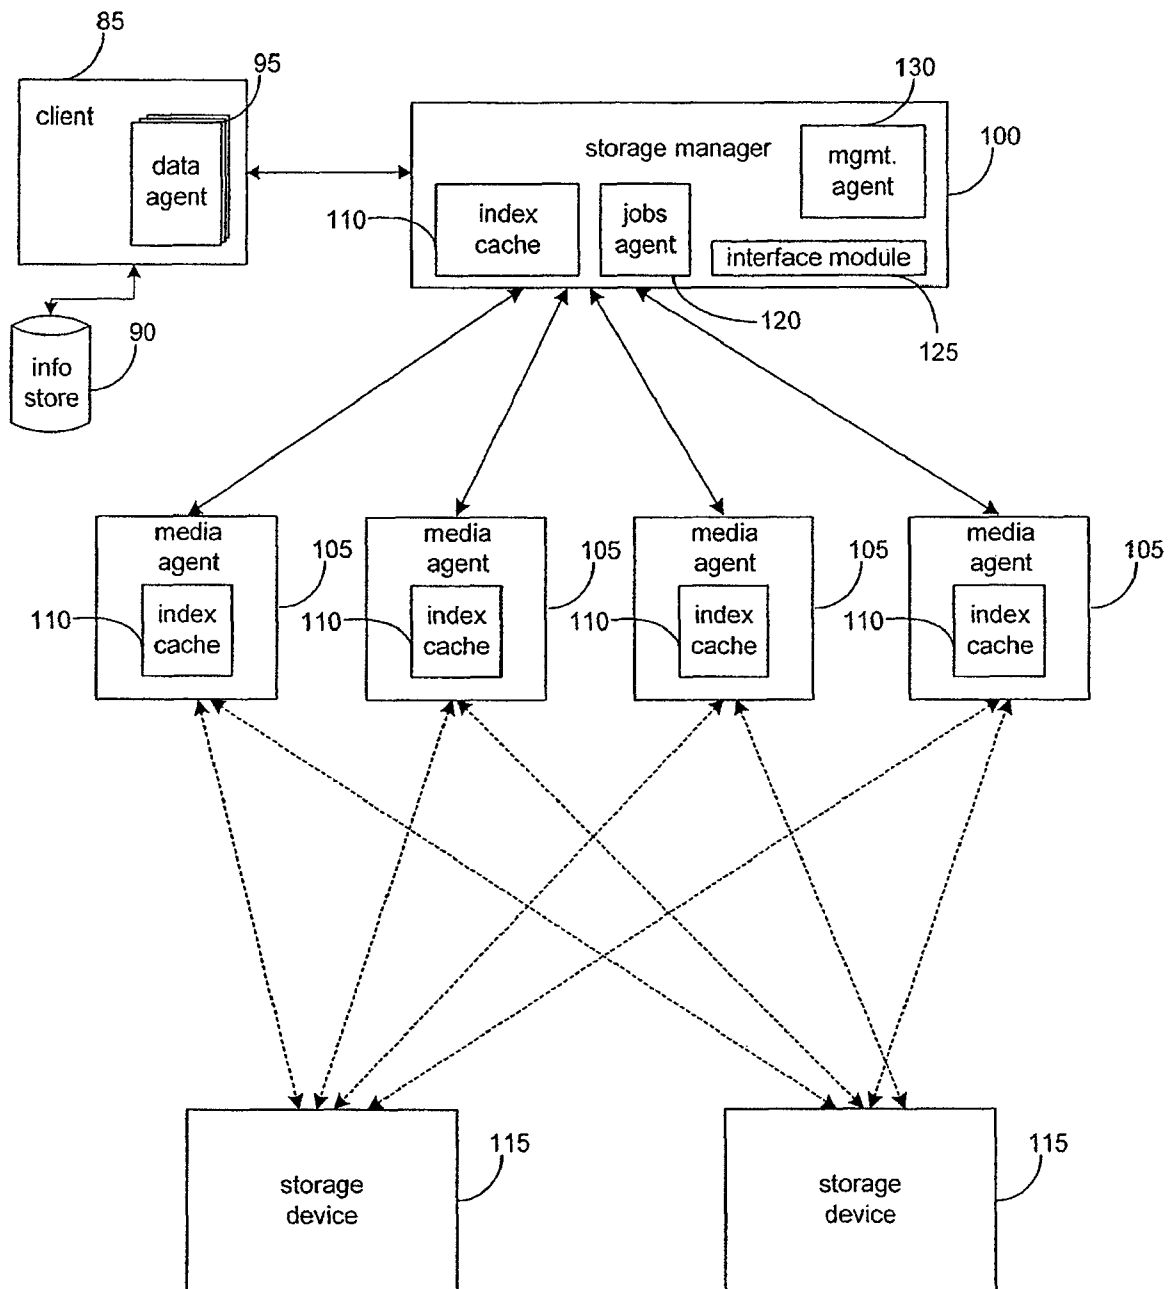 85
client
95
data
agent
info
store
90
storage manager
130
mgmt.
agent
100
110
index
cache
jobs
agent
interface module
120
125
media
agent
105
110
index
cache
media
agent
105
110
index
cache
media
agent
105
110
index
cache
media
agent
105
110
index
cache
storage
device
115
storage
device
115